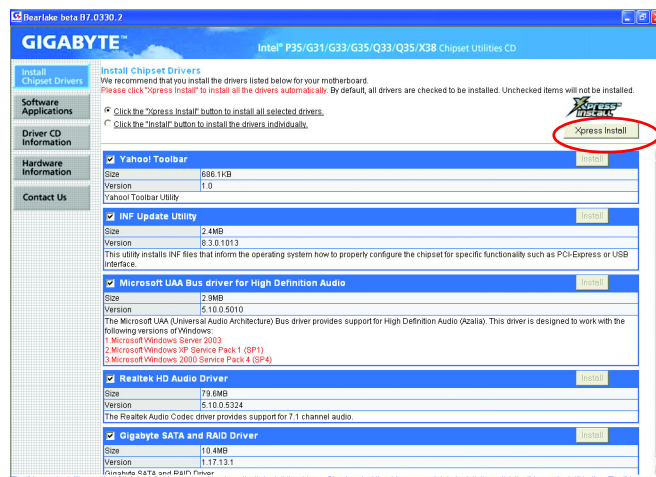 Bearlake beta B7.0330.2
GIGABYTE™
Intel® P35/G31/G33/G35/Q33/Q35/X38 Chipset Utilities CD
Install
Chipset Drivers
Software
Applications
Driver CD
Information
Hardware
Information
Contact Us
Install Chipset Drivers
We recommend that you install the drivers listed below for your motherboard.
Please click "Xpress Install" to install all the drivers automatically. By default, all drivers are checked to be installed. Unchecked items will not be installed.
Click the "Xpress Install" button to install all selected drivers.
Click the "Install" button to install the drivers individually.
Xpress
Install
Xpress Install
Yahoo! Toolbar
Install
Size 686.1KB
Version 1.0
Yahoo! Toolbar Utility
INF Update Utility
Install
Size 2.4MB
Version 8.3.0.1013
This utility installs INF files that inform the operating system how to properly configure the chipset for specific functionality such as PCI-Express or USB
interface.
Microsoft UAA Bus driver for High Definition Audio
Install
Size 2.9MB
Version 5.10.0.5010
The Microsoft UAA (Universal Audio Architecture) Bus driver provides support for High Definition Audio (Azalia). This driver is designed to work with the
following versions of Windows:
1.Microsoft Windows Server 2003
2.Microsoft Windows XP Service Pack 1 (SP1)
3.Microsoft Windows 2000 Service Pack 4 (SP4)
Realtek HD Audio Driver
Install
Size 79.6MB
Version 5.10.0.5324
The Realtek Audio Codec driver provides support for 7.1 channel audio.
Gigabyte SATA and RAID Driver
Install
Size 10.4MB
Version 1.17.13.1
Gigabyte SATA and RAID Driver